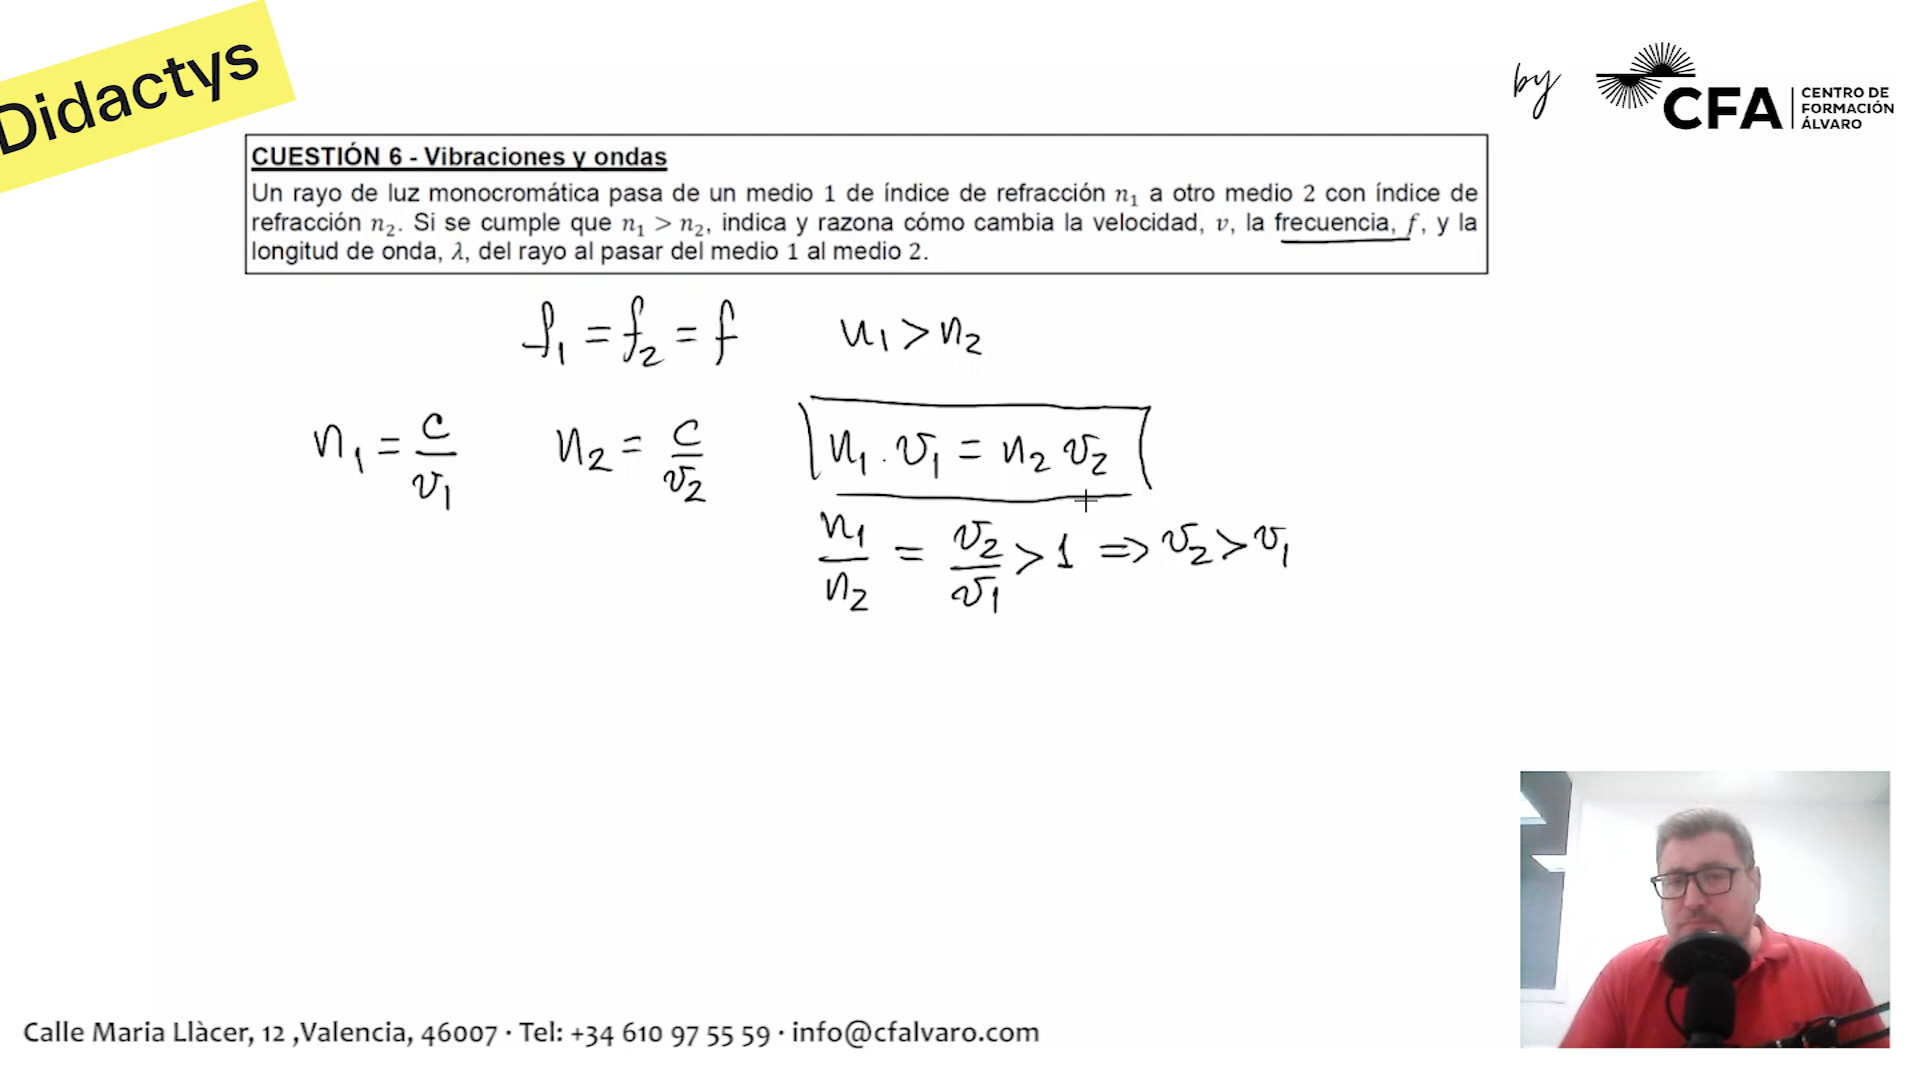 Didactys
by
CFA
CENTRO DE
FORMACIÓN
ÁLVARO
CUESTIÓN 6 - Vibraciones y ondas
Un rayo de luz monocromática pasa de un medio 1 de índice de refracción n₁ a otro medio 2 con índice de
refracción n₂. Si se cumple que n₁ > n₂, indica y razona cómo cambia la velocidad, v, la frecuencia, f, y la
longitud de onda, λ, del rayo al pasar del medio 1 al medio 2.
f₁ = f₂ = f n₁ > n₂
n₁ = c/v₁ n₂ = c/v₂ n₁ . v₁ = n₂ v₂
n₁/n₂ = v₂/v₁ > 1 ⇒ v₂ > v₁
Calle Maria Llàcer, 12 ,Valencia, 46007 · Tel: +34 610 97 55 59 · info@cfalvaro.com